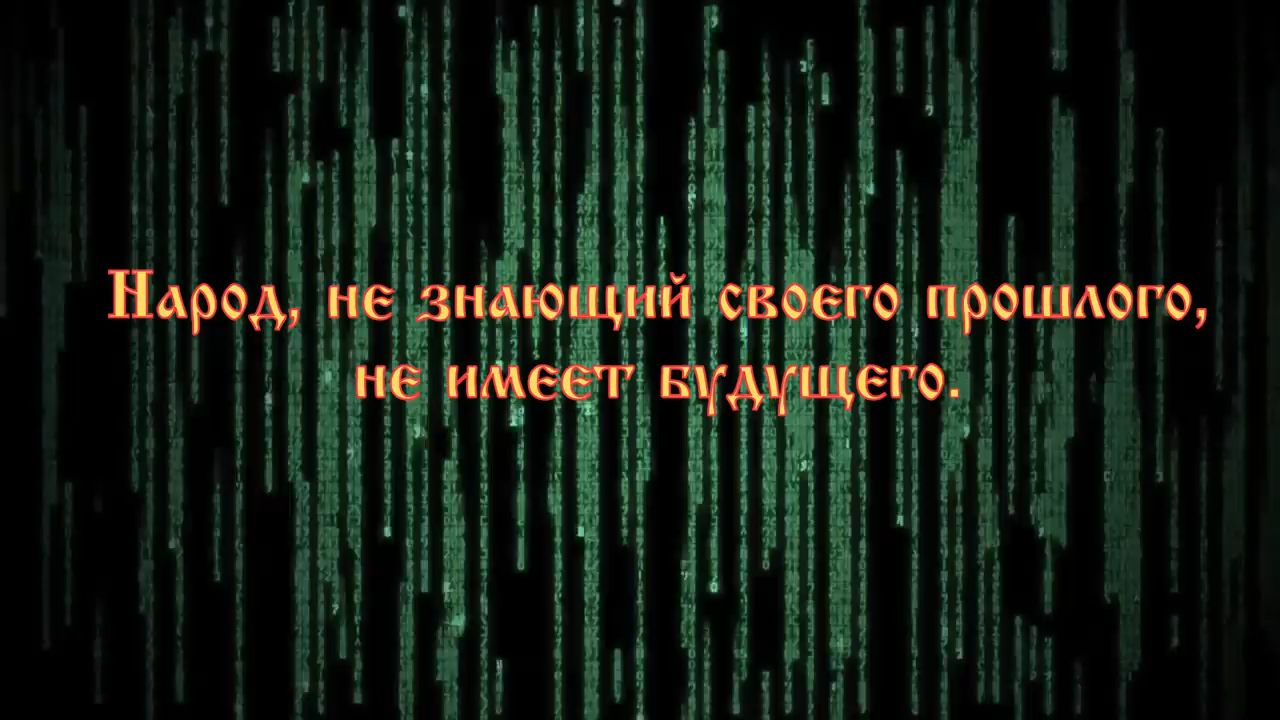 Народ, не знающий своего прошлого,
не имеет будущего.